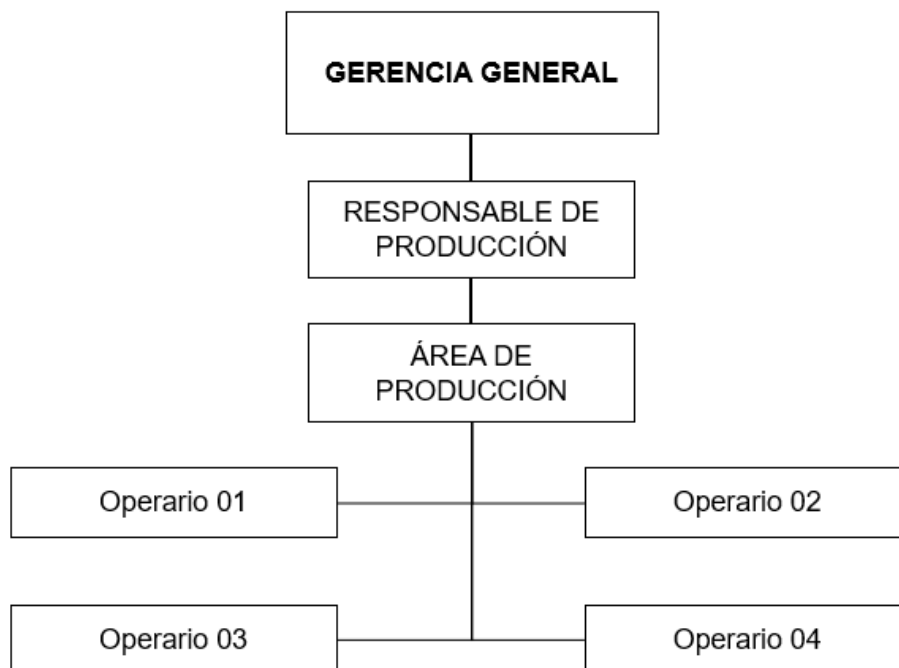 GERENCIA GENERAL
RESPONSABLE DE
PRODUCCIÓN
ÁREA DE
PRODUCCIÓN
Operario 01
Operario 02
Operario 03
Operario 04